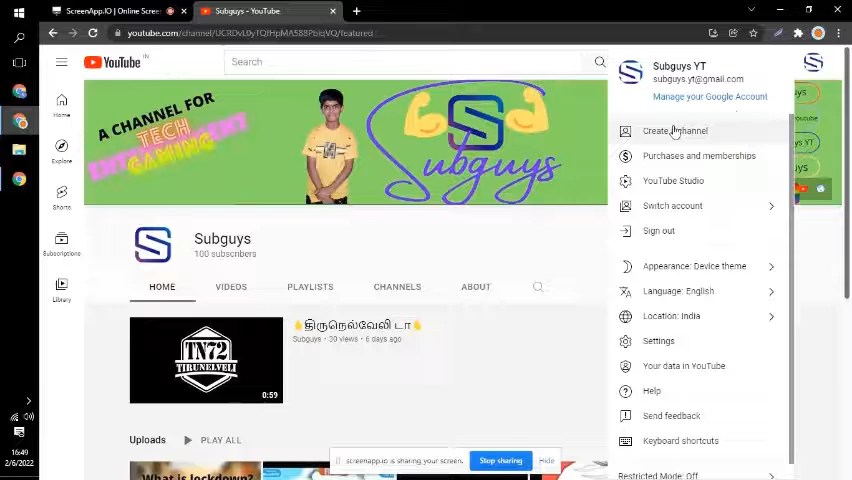 ScreenApp.IO | Online Scree
Subguys - YouTube
youtube.com/channel/UCRDvL0yTQfHpMA588PbIqVQ/featured
YouTube IN
Search
Subguys YT
subguys.yt@gmail.com
Manage your Google Account
Create a channel
Purchases and memberships
YouTube Studio
Switch account
Sign out
Appearance: Device theme
Language: English
Location: India
Settings
Your data in YouTube
Help
Send feedback
Keyboard shortcuts
Restricted Mode: Off
Home
Explore
Shorts
Subscriptions
Library
A CHANNEL FOR
TECH
ENTERTAINMENT
GAMING
Subguys
Subguys
100 subscribers
HOME
VIDEOS
PLAYLISTS
CHANNELS
ABOUT
TN72
TIRUNELVELI
0:59
திருநெல்வேலி டா
Subguys • 30 views • 6 days ago
Uploads
PLAY ALL
What is lockdown?
screenapp.io is sharing your screen.
Stop sharing
Hide
16:49
2/6/2022